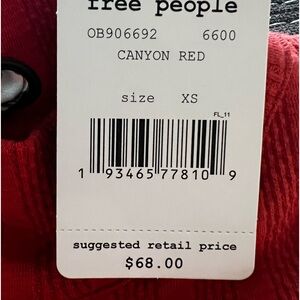 free people
OB906692 6600
CANYON RED
size XS
FL_11
1 93465 77810 9
suggested retail price
$68.00